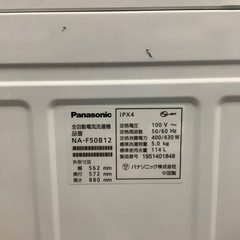 Panasonic
全自動電気洗濯機
品番
NA-F50B12
外形寸法
幅 562 mm
奥行 572 mm
高さ 880 mm
IPX4
JET
定格電圧 100 V~
定格周波数 50/60 Hz
定格消費電力 400/430 W
標準洗濯容量 5.0 kg
標準使用水量 114 L
製造番号 1951401848
パナソニック株式会社
中国製